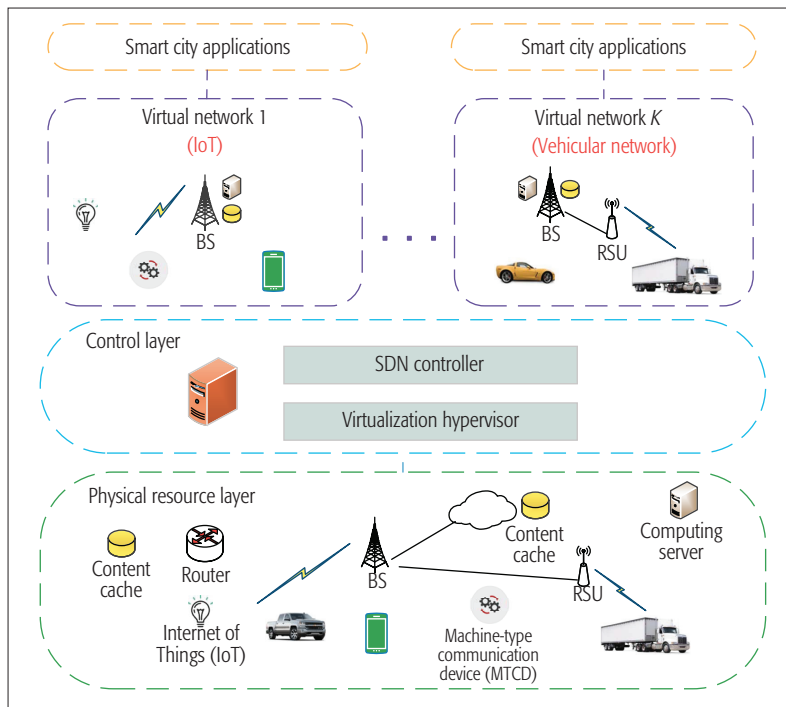 Smart city applications
Smart city applications
Virtual network 1
(IoT)
BS
Virtual network K
(Vehicular network)
BS
RSU
Control layer
SDN controller
Virtualization hypervisor
Physical resource layer
Content
cache
Router
Internet of
Things (IoT)
BS
Content
cache
Machine-type
communication
device (MTCD)
RSU
Computing
server